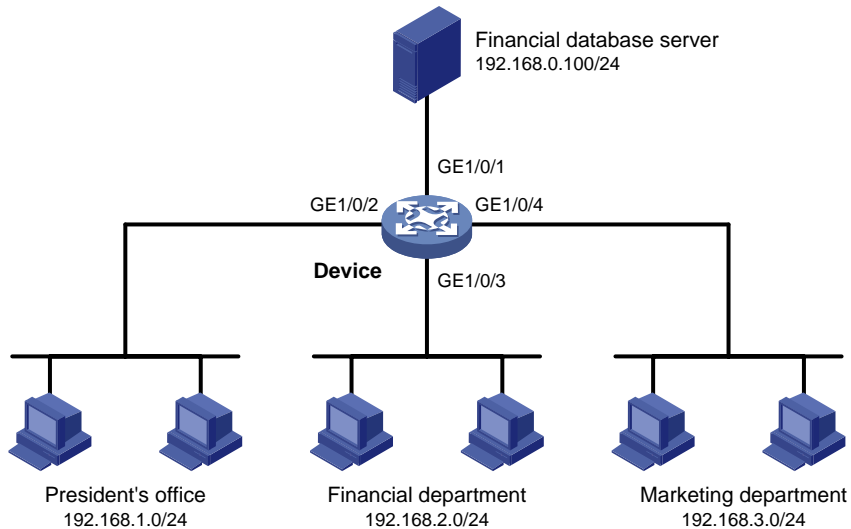 Financial database server
192.168.0.100/24
GE1/0/1
GE1/0/2
GE1/0/4
Device
GE1/0/3
President's office
192.168.1.0/24
Financial department
192.168.2.0/24
Marketing department
192.168.3.0/24